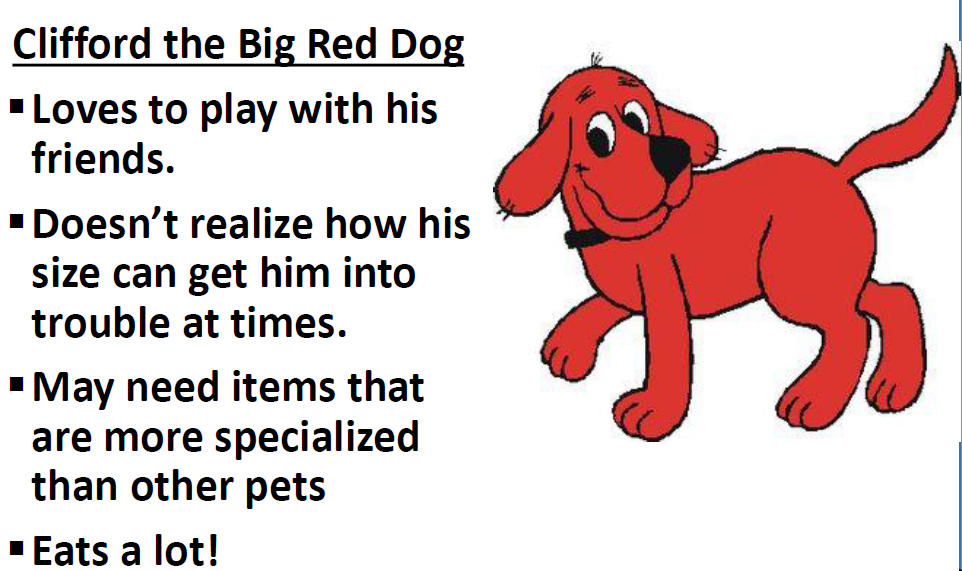 Clifford the Big Red Dog
▪Loves to play with his
friends.
▪Doesn’t realize how his
size can get him into
trouble at times.
▪May need items that
are more specialized
than other pets
▪Eats a lot!